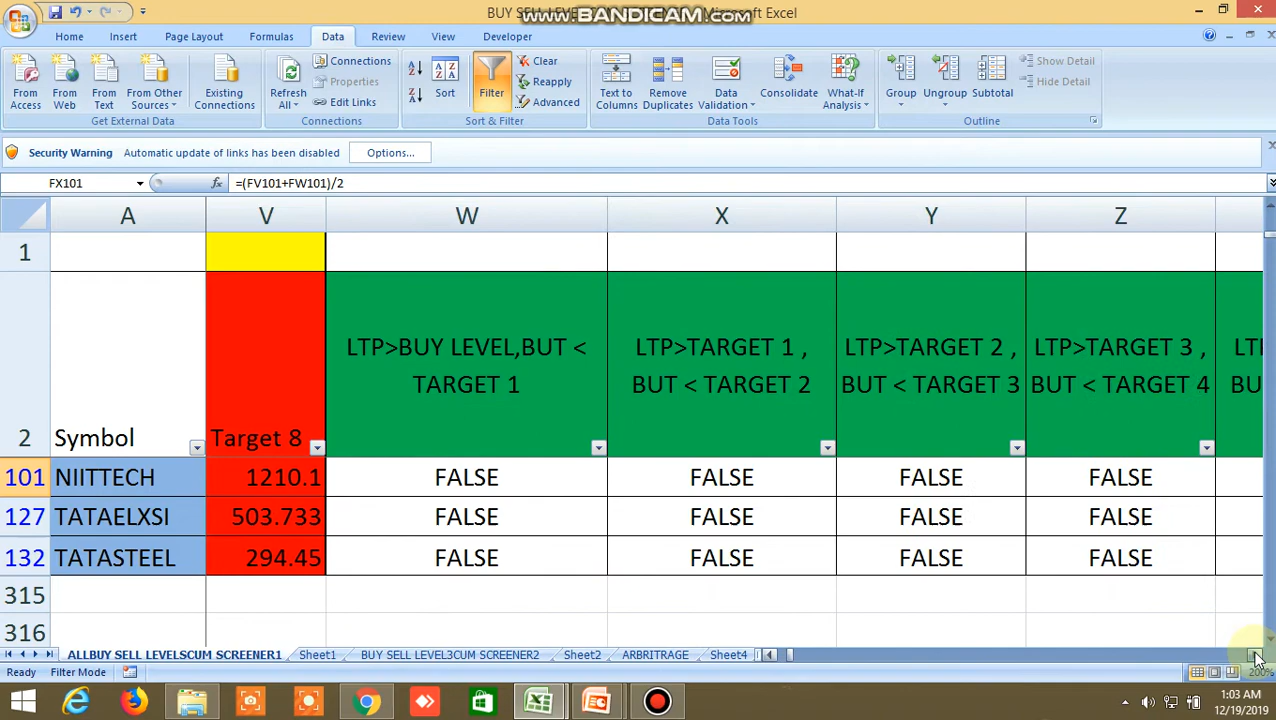 BUY SELL LEVEL
Microsoft Excel
www.BANDICAM.com
Home Insert Page Layout Formulas Data Review View Developer
From Access
From Web
From Text
From Other Sources
Existing Connections
Get External Data
Refresh All
Connections
Properties
Edit Links
Connections
Sort
Filter
Clear
Reapply
Advanced
Sort & Filter
Text to Columns
Remove Duplicates
Data Validation
Consolidate
What-If Analysis
Data Tools
Group
Ungroup
Subtotal
Show Detail
Hide Detail
Outline
Security Warning Automatic update of links has been disabled Options...
FX101 fx =(FV101+FW101)/2
A V W X Y Z
1
2 Symbol Target 8
LTP>BUY LEVEL,BUT <
TARGET 1
LTP>TARGET 1 ,
BUT < TARGET 2
LTP>TARGET 2 ,
BUT < TARGET 3
LTP>TARGET 3 ,
BUT < TARGET 4
101 NIITTECH 1210.1 FALSE FALSE FALSE FALSE
127 TATAELXSI 503.733 FALSE FALSE FALSE FALSE
132 TATASTEEL 294.45 FALSE FALSE FALSE FALSE
315
316
ALLBUY SELL LEVELSCUM SCREENER1 Sheet1 BUY SELL LEVEL3CUM SCREENER2 Sheet2 ARBRITRAGE Sheet4
Ready Filter Mode 200%
1:03 AM
12/19/2019